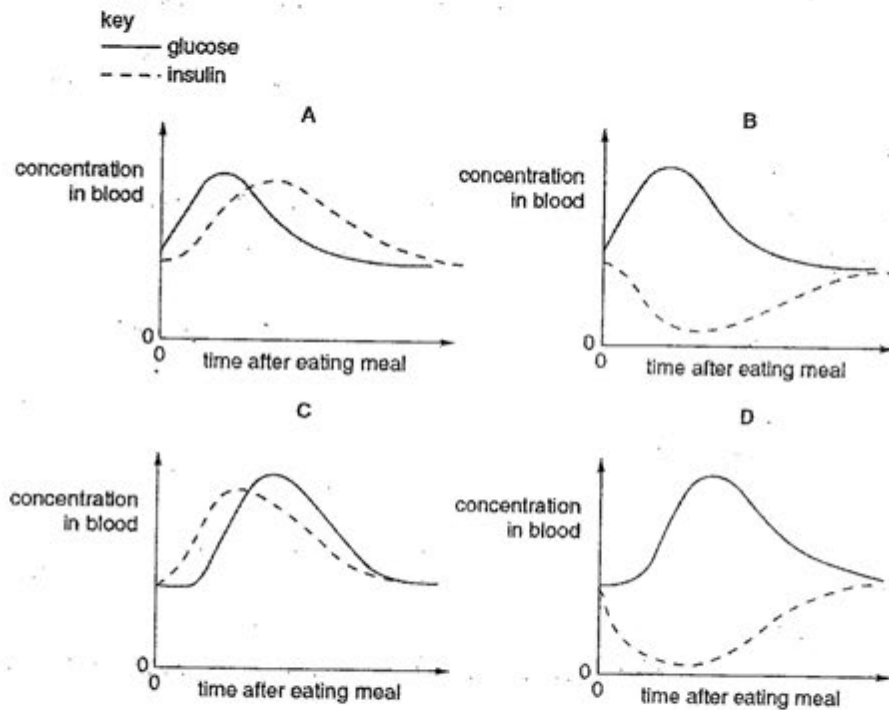 key
glucose
insulin
A
concentration
in blood
0
0
time after eating meal
B
concentration
in blood
0
0
time after eating meal
C
concentration
in blood
0
0
time after eating meal
D
concentration
in blood
0
0
time after eating meal